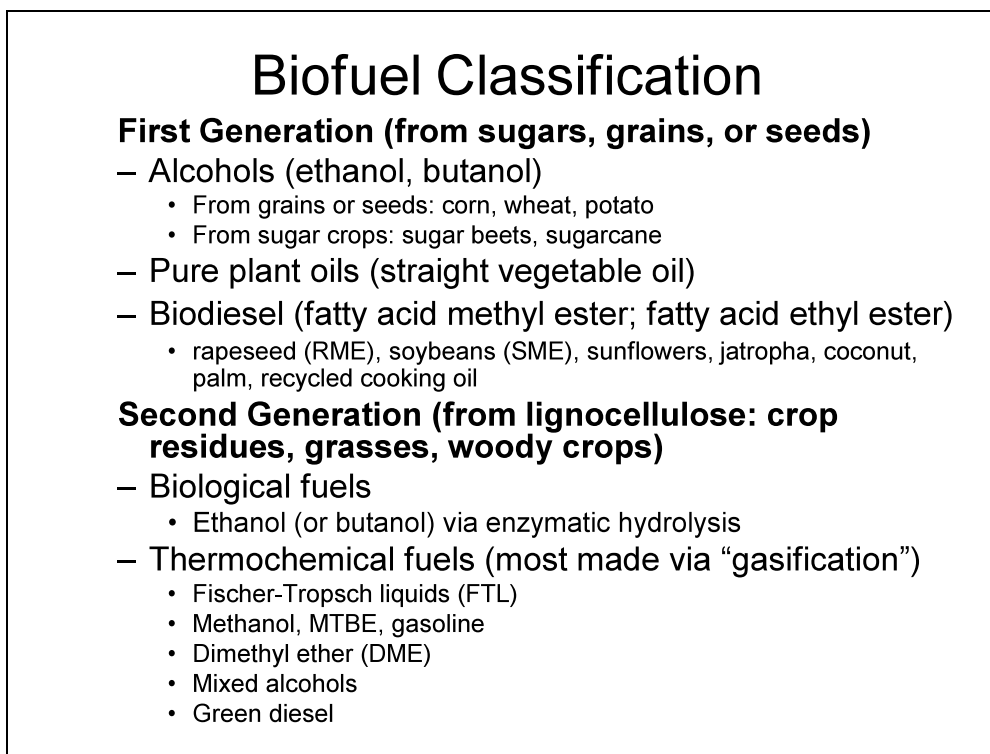 Biofuel Classification
First Generation (from sugars, grains, or seeds)
– Alcohols (ethanol, butanol)
• From grains or seeds: corn, wheat, potato
• From sugar crops: sugar beets, sugarcane
– Pure plant oils (straight vegetable oil)
– Biodiesel (fatty acid methyl ester; fatty acid ethyl ester)
• rapeseed (RME), soybeans (SME), sunflowers, jatropha, coconut,
palm, recycled cooking oil
Second Generation (from lignocellulose: crop
residues, grasses, woody crops)
– Biological fuels
• Ethanol (or butanol) via enzymatic hydrolysis
– Thermochemical fuels (most made via “gasification”)
• Fischer-Tropsch liquids (FTL)
• Methanol, MTBE, gasoline
• Dimethyl ether (DME)
• Mixed alcohols
• Green diesel